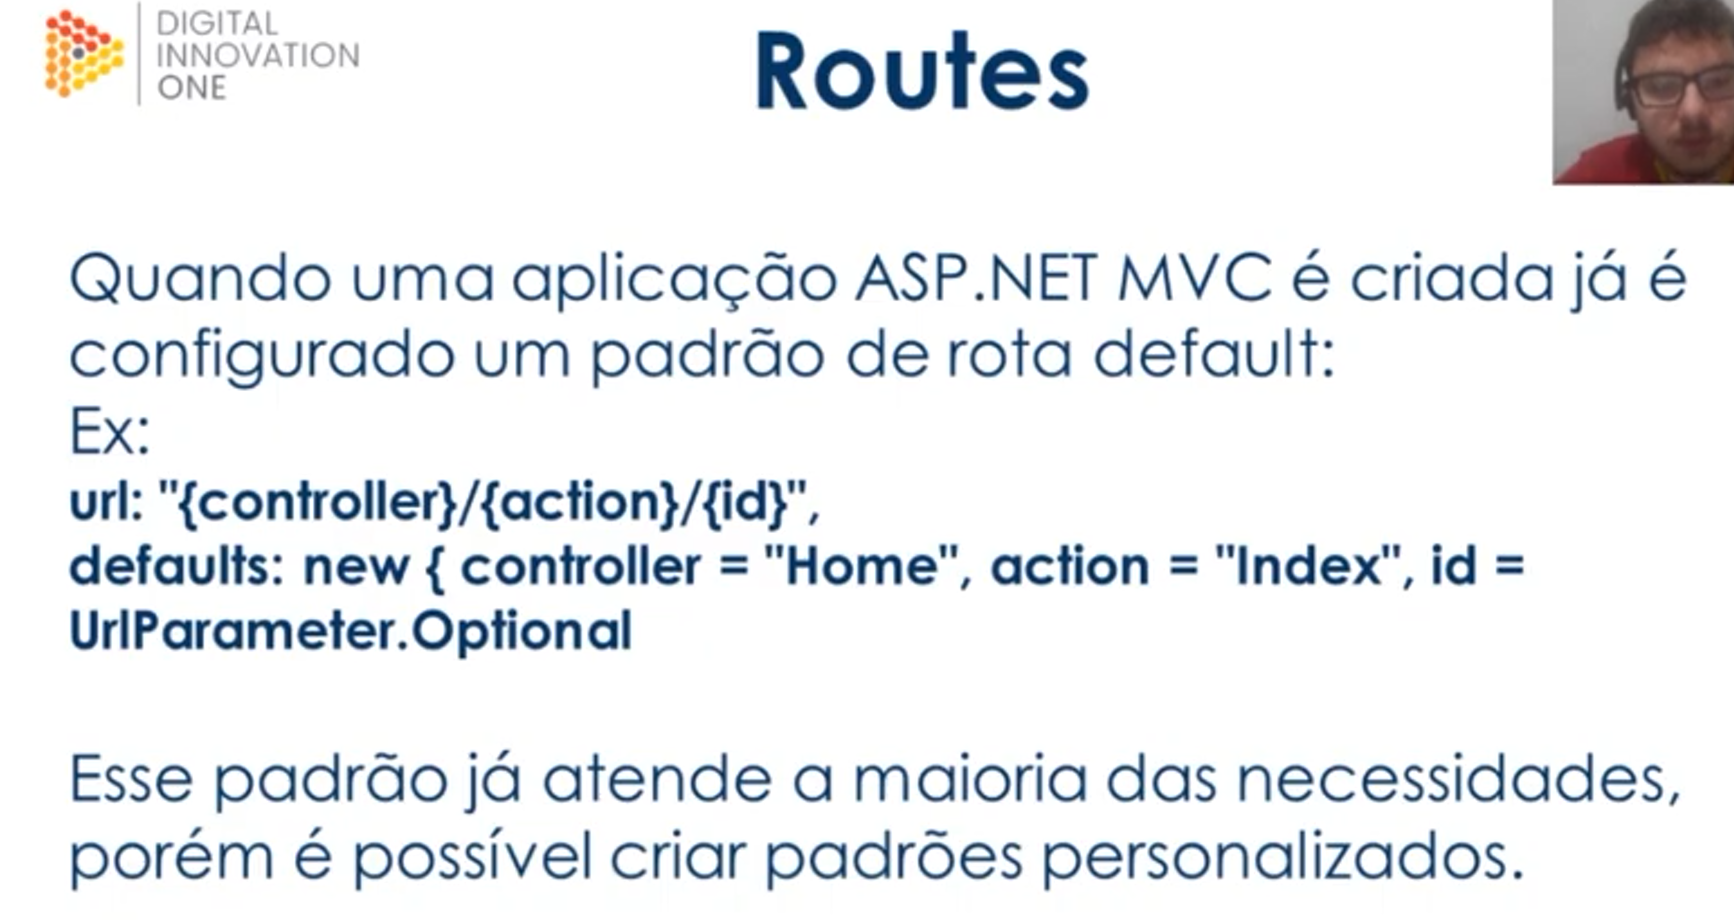 DIGITAL
INNOVATION
ONE
Routes
Quando uma aplicação ASP.NET MVC é criada já é
configurado um padrão de rota default:
Ex:
url: "{controller}/{action}/{id}",
defaults: new { controller = "Home", action = "Index", id =
UrlParameter.Optional
Esse padrão já atende a maioria das necessidades,
porém é possível criar padrões personalizados.